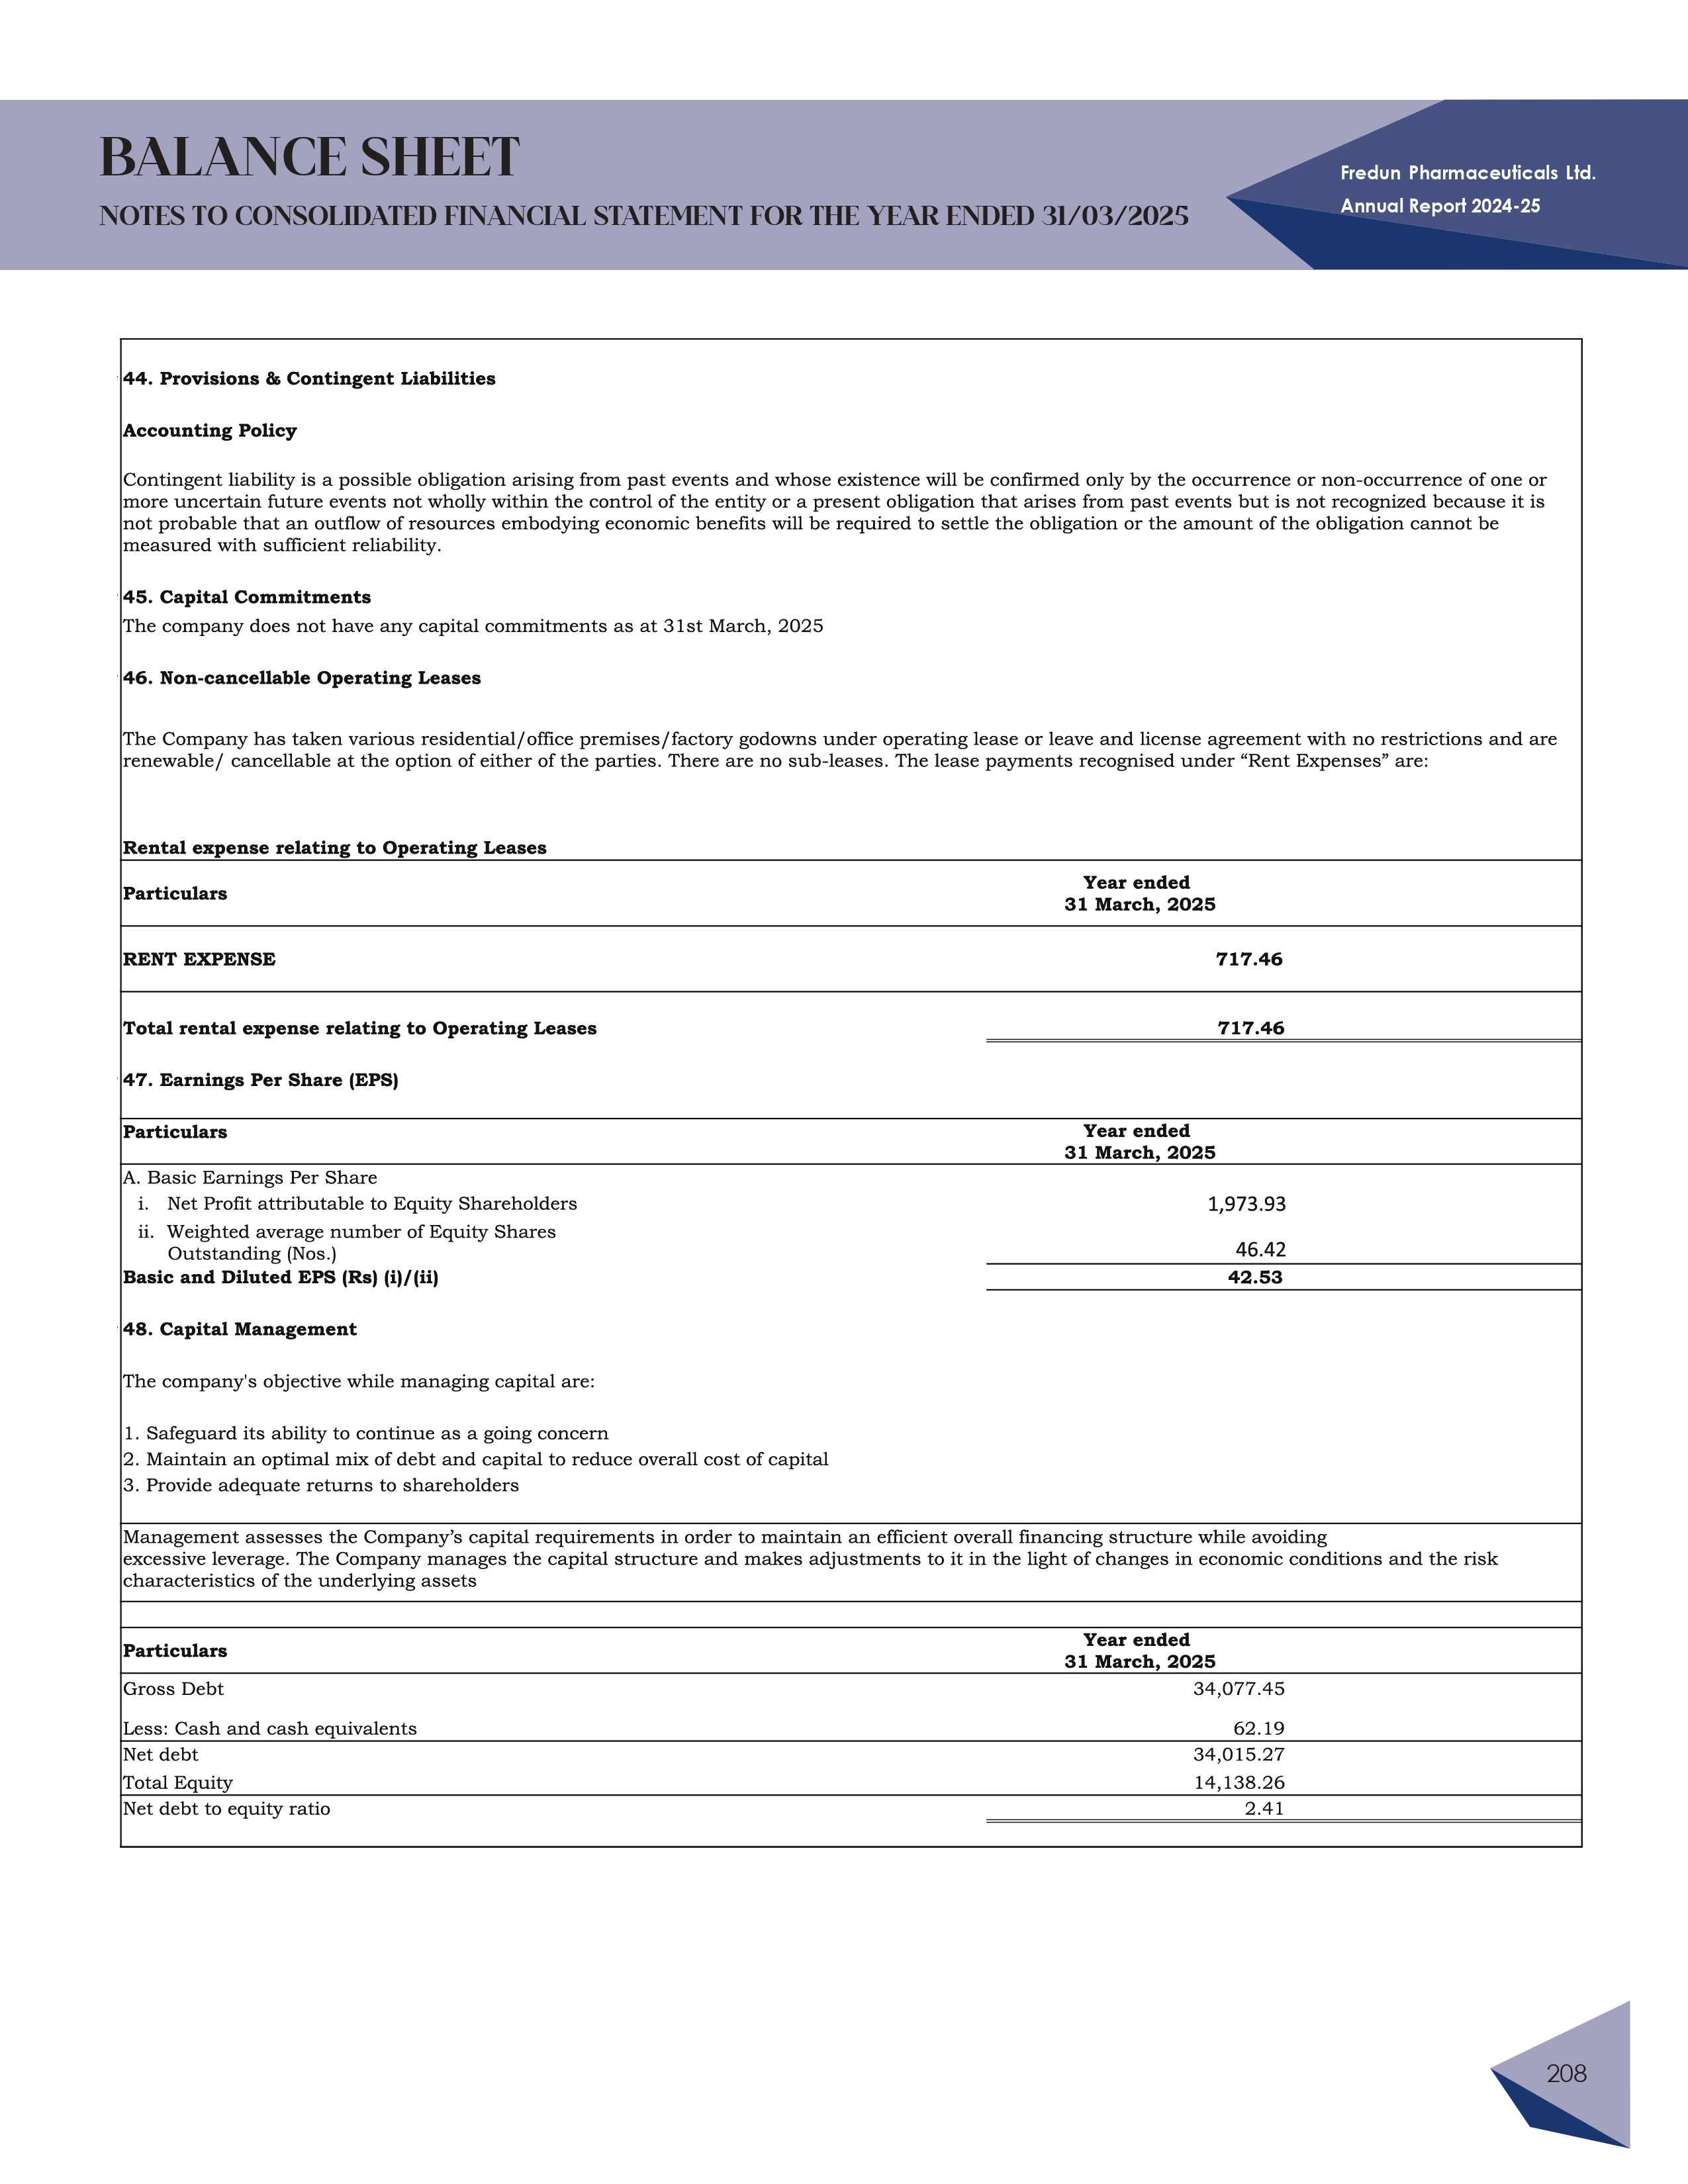 BALANCE SHEET
NOTES TO CONSOLIDATED FINANCIAL STATEMENT FOR THE YEAR ENDED 31/03/2025
Fredun Pharmaceuticals Ltd.
Annual Report 2024-25
44. Provisions & Contingent Liabilities
Accounting Policy
Contingent liability is a possible obligation arising from past events and whose existence will be confirmed only by the occurrence or non-occurrence of one or
more uncertain future events not wholly within the control of the entity or a present obligation that arises from past events but is not recognized because it is
not probable that an outflow of resources embodying economic benefits will be required to settle the obligation or the amount of the obligation cannot be
measured with sufficient reliability.
45. Capital Commitments
The company does not have any capital commitments as at 31st March, 2025
46. Non-cancellable Operating Leases
The Company has taken various residential/office premises/factory godowns under operating lease or leave and license agreement with no restrictions and are
renewable/ cancellable at the option of either of the parties. There are no sub-leases. The lease payments recognised under “Rent Expenses” are:
Rental expense relating to Operating Leases
Particulars
Year ended
31 March, 2025
RENT EXPENSE 717.46
Total rental expense relating to Operating Leases 717.46
47. Earnings Per Share (EPS)
Particulars
Year ended
31 March, 2025
A. Basic Earnings Per Share
i. Net Profit attributable to Equity Shareholders 1,973.93
ii. Weighted average number of Equity Shares
Outstanding (Nos.) 46.42
Basic and Diluted EPS (Rs) (i)/(ii) 42.53
48. Capital Management
The company's objective while managing capital are:
1. Safeguard its ability to continue as a going concern
2. Maintain an optimal mix of debt and capital to reduce overall cost of capital
3. Provide adequate returns to shareholders
Management assesses the Company’s capital requirements in order to maintain an efficient overall financing structure while avoiding
excessive leverage. The Company manages the capital structure and makes adjustments to it in the light of changes in economic conditions and the risk
characteristics of the underlying assets
Particulars
Year ended
31 March, 2025
Gross Debt 34,077.45
Less: Cash and cash equivalents 62.19
Net debt 34,015.27
Total Equity 14,138.26
Net debt to equity ratio 2.41
208